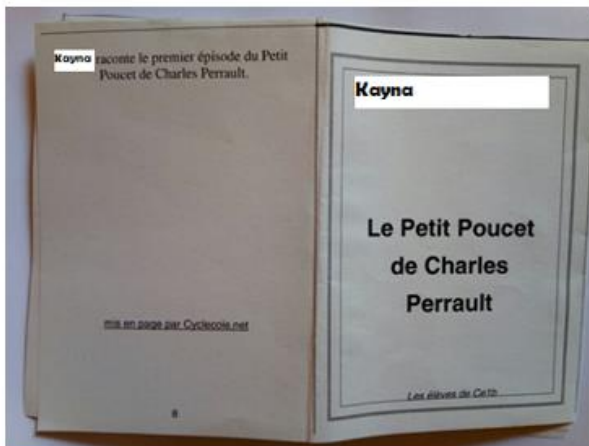 Kayna raconte le premier épisode du Petit
Poucet de Charles Perrault.
mis en page par Cyclecole.net
8
Kayna
Le Petit Poucet
de Charles
Perrault
Les élèves de Ce1b